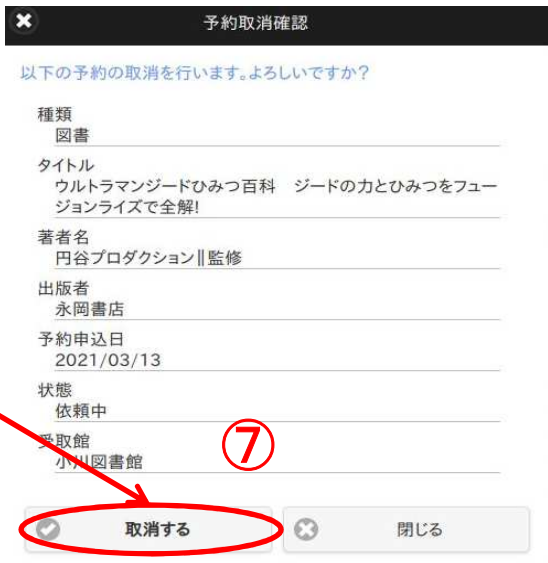 予約取消確認
以下の予約の取消を行います。よろしいですか?
種類
図書
タイトル
ウルトラマンジードひみつ百科　ジードの力とひみつをフュー
ジョンライズで全解!
著者名
円谷プロダクション∥監修
出版者
永岡書店
予約申込日
2021/03/13
状態
依頼中
受取館
小川図書館
⑦
取消する
閉じる